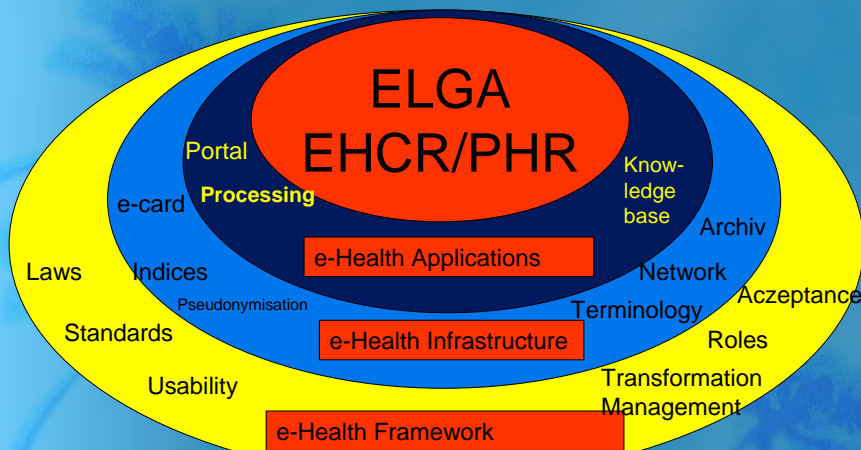 ELGA
EHCR/PHR
Portal
Processing
Know-
ledge
base
e-card
Archiv
e-Health Applications
Laws
Indices
Network
Pseudonymisation
Terminology
Aczeptance
Standards
e-Health Infrastructure
Roles
Usability
Transformation
Management
e-Health Framework